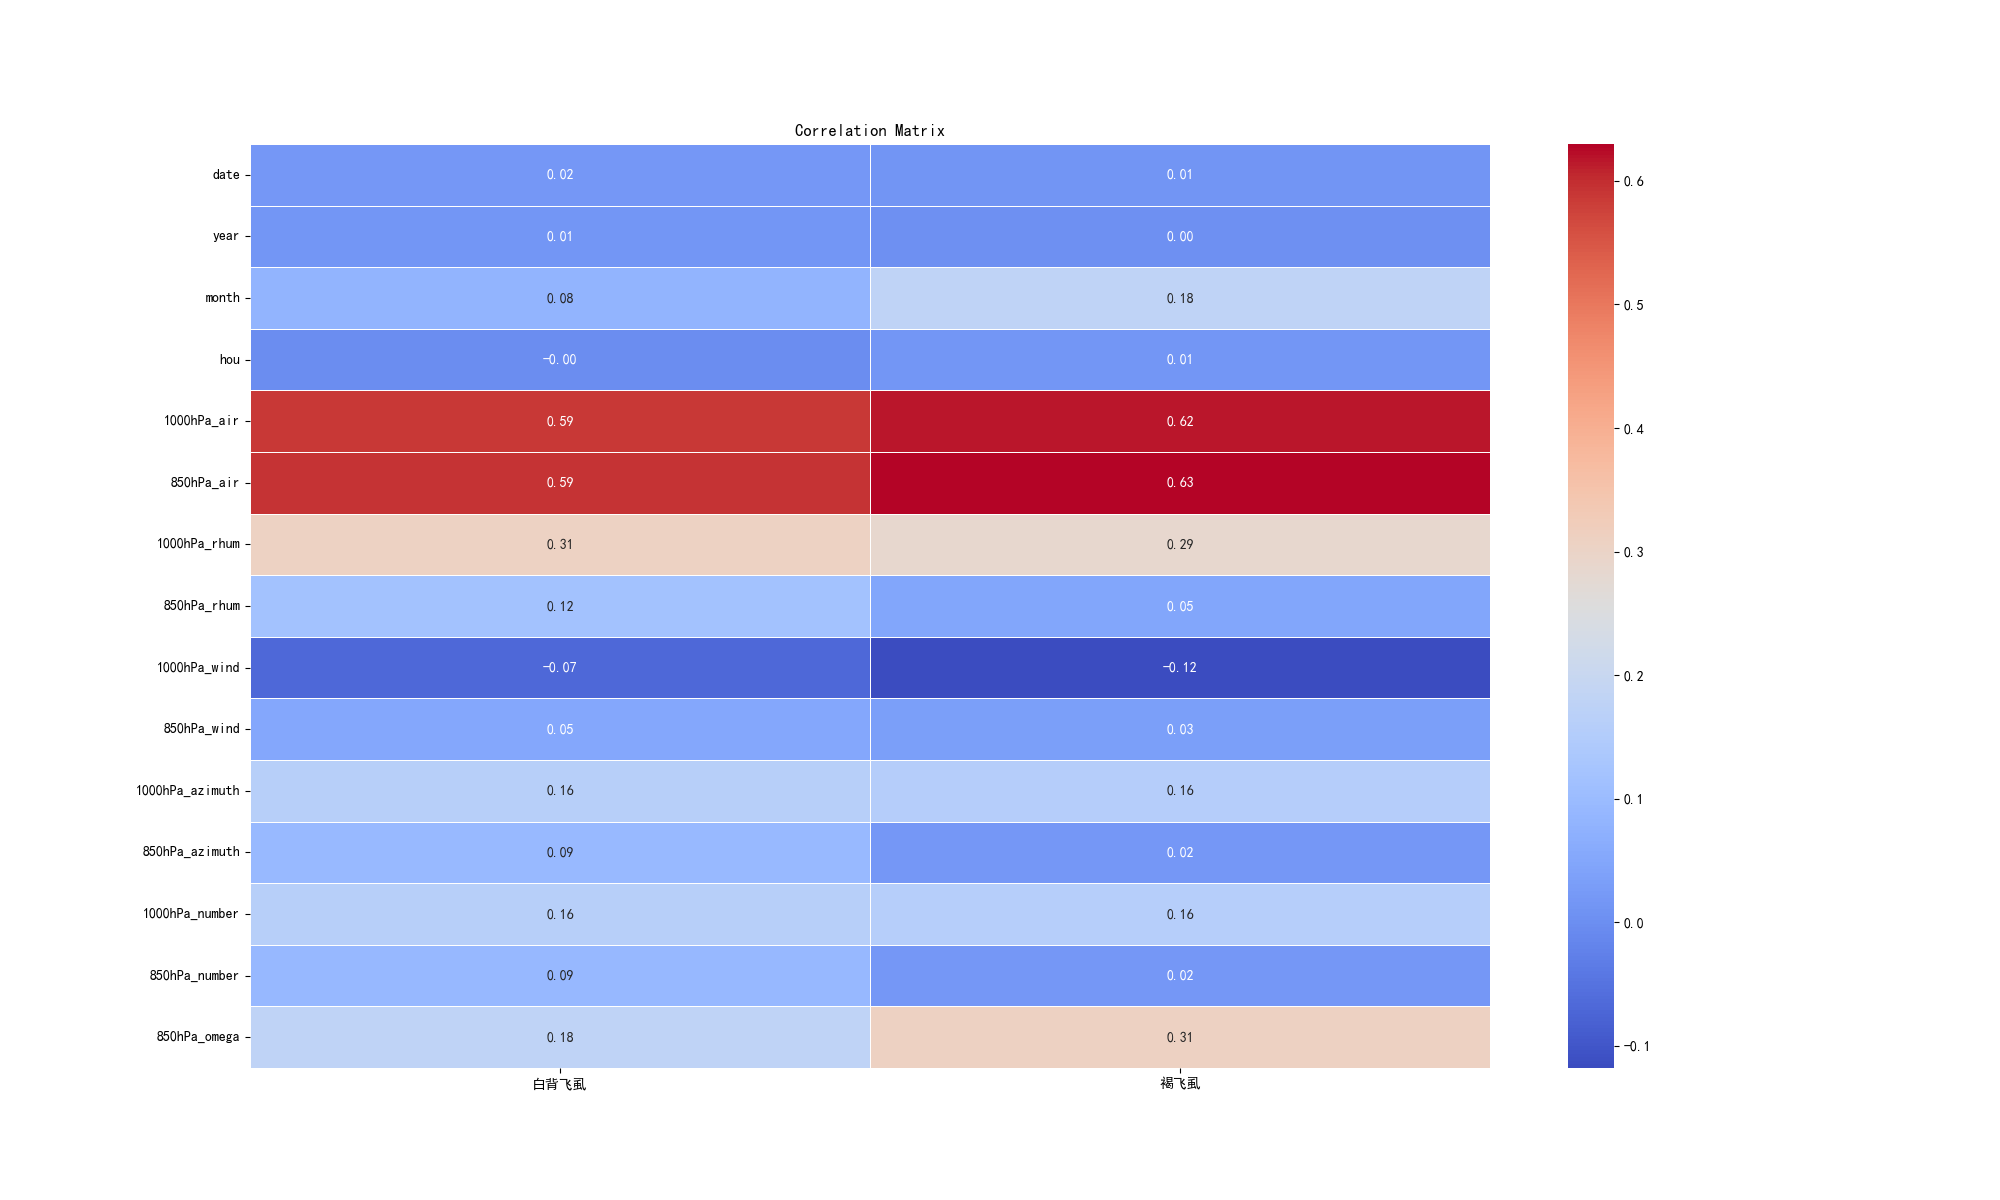 Correlation Matrix
date 0.02 0.01
year 0.01 0.00
month 0.08 0.18
hou -0.00 0.01
1000hPa_air 0.59 0.62
850hPa_air 0.59 0.63
1000hPa_rhum 0.31 0.29
850hPa_rhum 0.12 0.05
1000hPa_wind -0.07 -0.12
850hPa_wind 0.05 0.03
1000hPa_azimuth 0.16 0.16
850hPa_azimuth 0.09 0.02
1000hPa_number 0.16 0.16
850hPa_number 0.09 0.02
850hPa_omega 0.18 0.31
白背飞虱 褐飞虱
0.6
0.5
0.4
0.3
0.2
0.1
0.0
-0.1